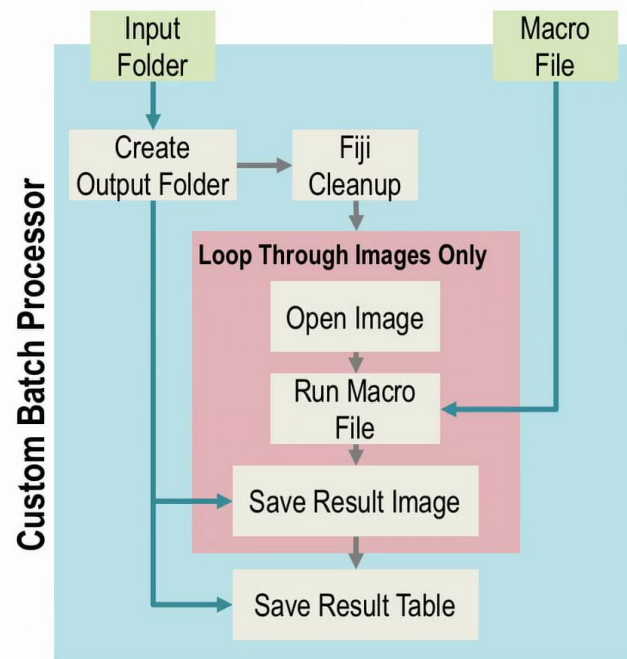 Input
Folder
Macro
File
Create
Output Folder
Fiji
Cleanup
Loop Through Images Only
Open Image
Run Macro
File
Save Result Image
Save Result Table
Custom Batch Processor